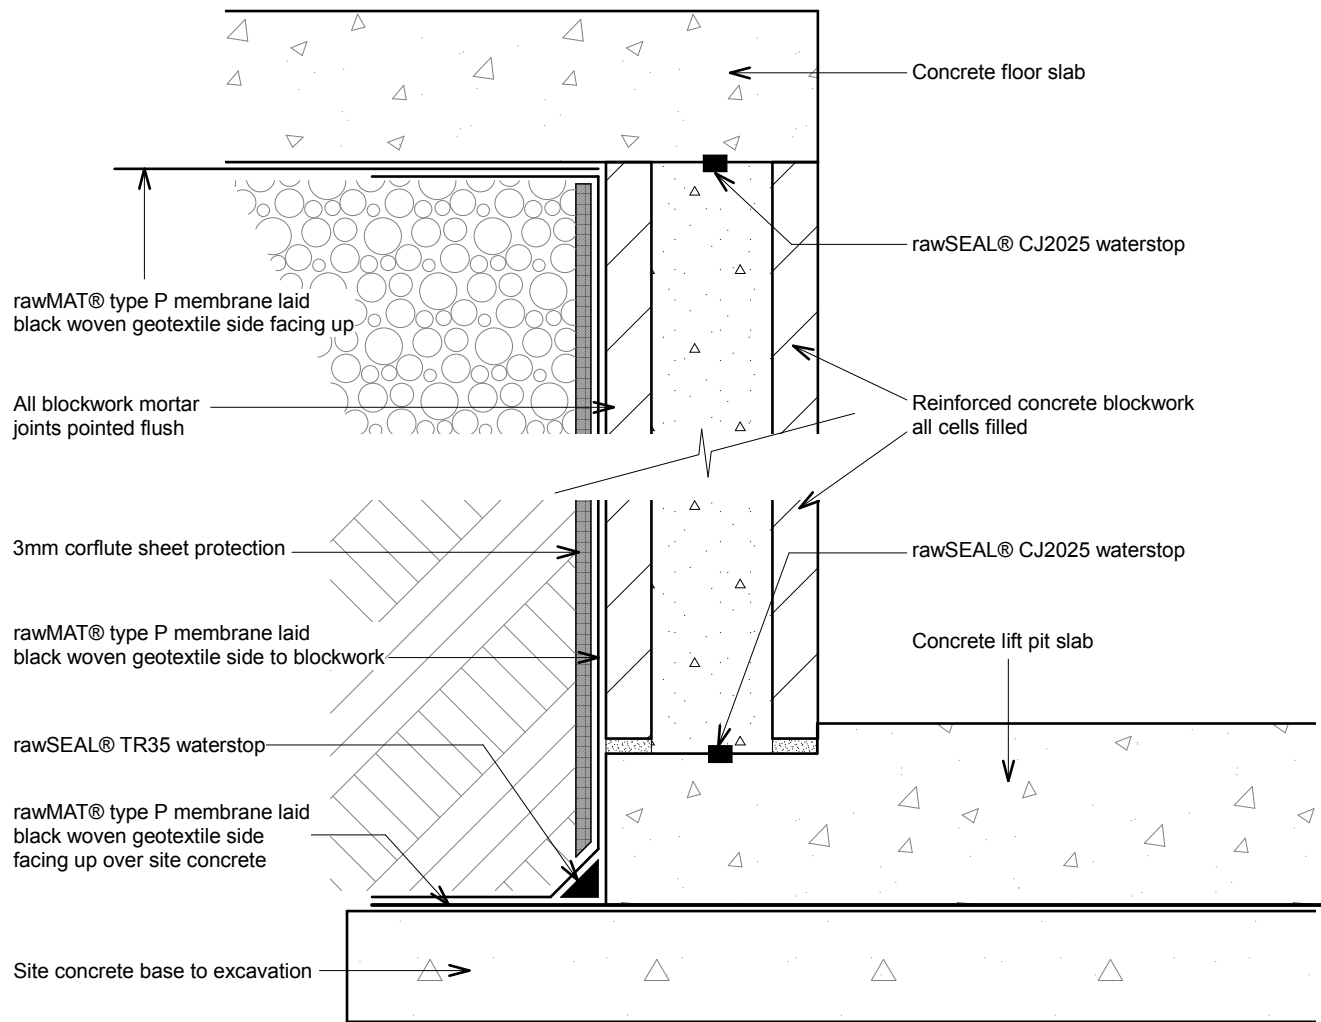 Concrete floor slab
rawSEAL® CJ2025 waterstop
rawMAT® type P membrane laid
black woven geotextile side facing up
All blockwork mortar
joints pointed flush
Reinforced concrete blockwork
all cells filled
3mm corflute sheet protection
rawSEAL® CJ2025 waterstop
rawMAT® type P membrane laid
black woven geotextile side to blockwork
Concrete lift pit slab
rawSEAL® TR35 waterstop
rawMAT® type P membrane laid
black woven geotextile side
facing up over site concrete
Site concrete base to excavation